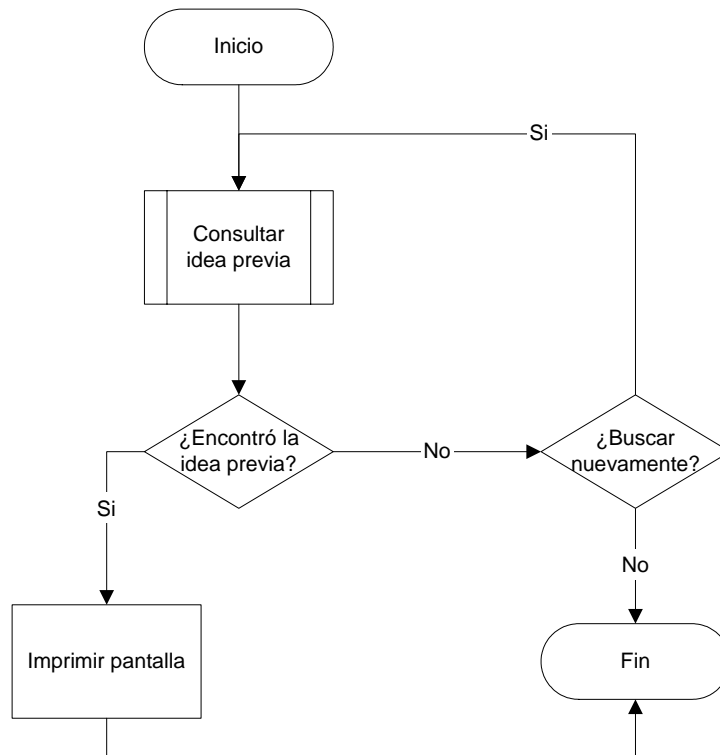 Inicio
Si
Consultar
idea previa
¿Encontró la
idea previa?
No
¿Buscar
nuevamente?
Si
No
Imprimir pantalla
Fin